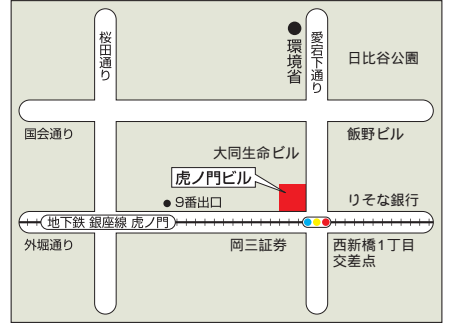 桜田通り
環境省
愛宕下通り
日比谷公園
国会通り
飯野ビル
大同生命ビル
虎ノ門ビル
9番出口
りそな銀行
地下鉄 銀座線 虎ノ門
外堀通り
岡三証券
西新橋1丁目
交差点